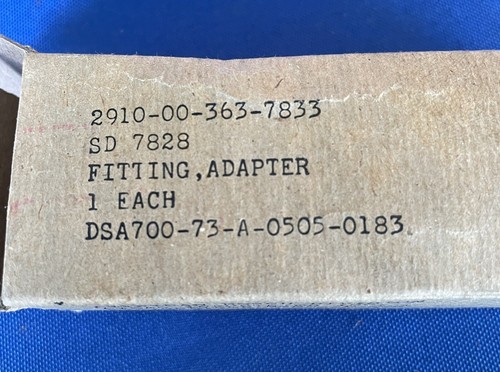 2910-00-363-7833
SD 7828
FITTING,ADAPTER
1 EACH
DSA700-73-A-0505-0183